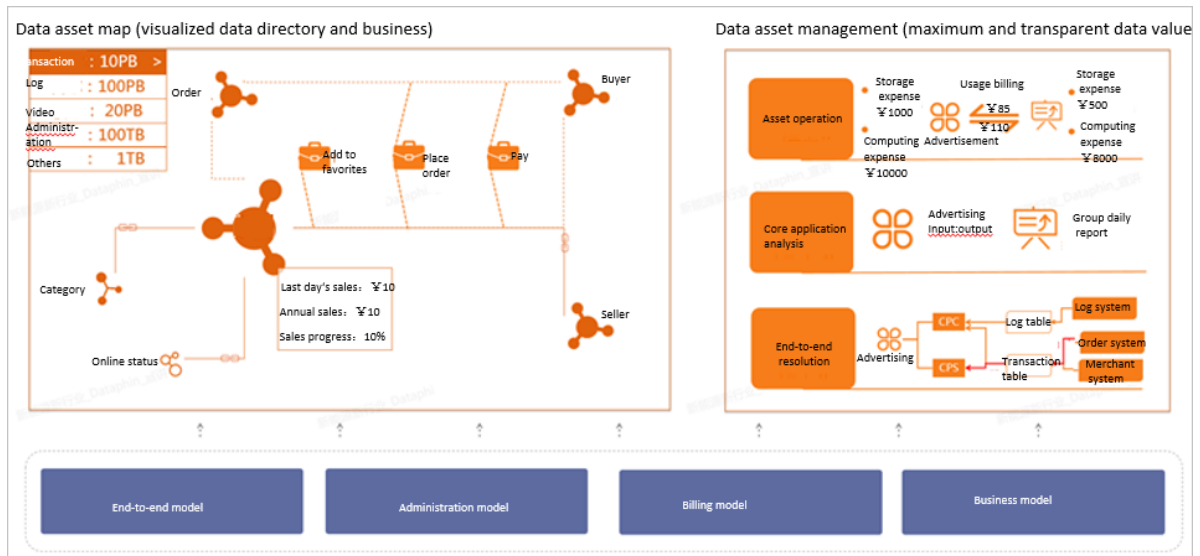 Data asset map (visualized data directory and business)
ansaction : 10PB >
Log : 100PB
Video : 20PB
Administr-
ation : 100TB
Others : 1TB
Order
Buyer
Add to
favorites
Place
order
Pay
Category
Online status
Last day's sales: ¥10
Annual sales: ¥10
Sales progress: 10%
Seller
Data asset management (maximum and transparent data value
Asset operation
Storage
expense
¥1000
Computing
expense
¥10000
Usage billing
¥85
¥110
Advertisement
Storage
expense
¥500
Computing
expense
¥8000
Core application
analysis
Advertising
Input:output
Group daily
report
End-to-end
resolution
Advertising
CPC
CPS
Log table
Transaction
table
Log system
Order system
Merchant
system
End-to-end model
Administration model
Billing model
Business model